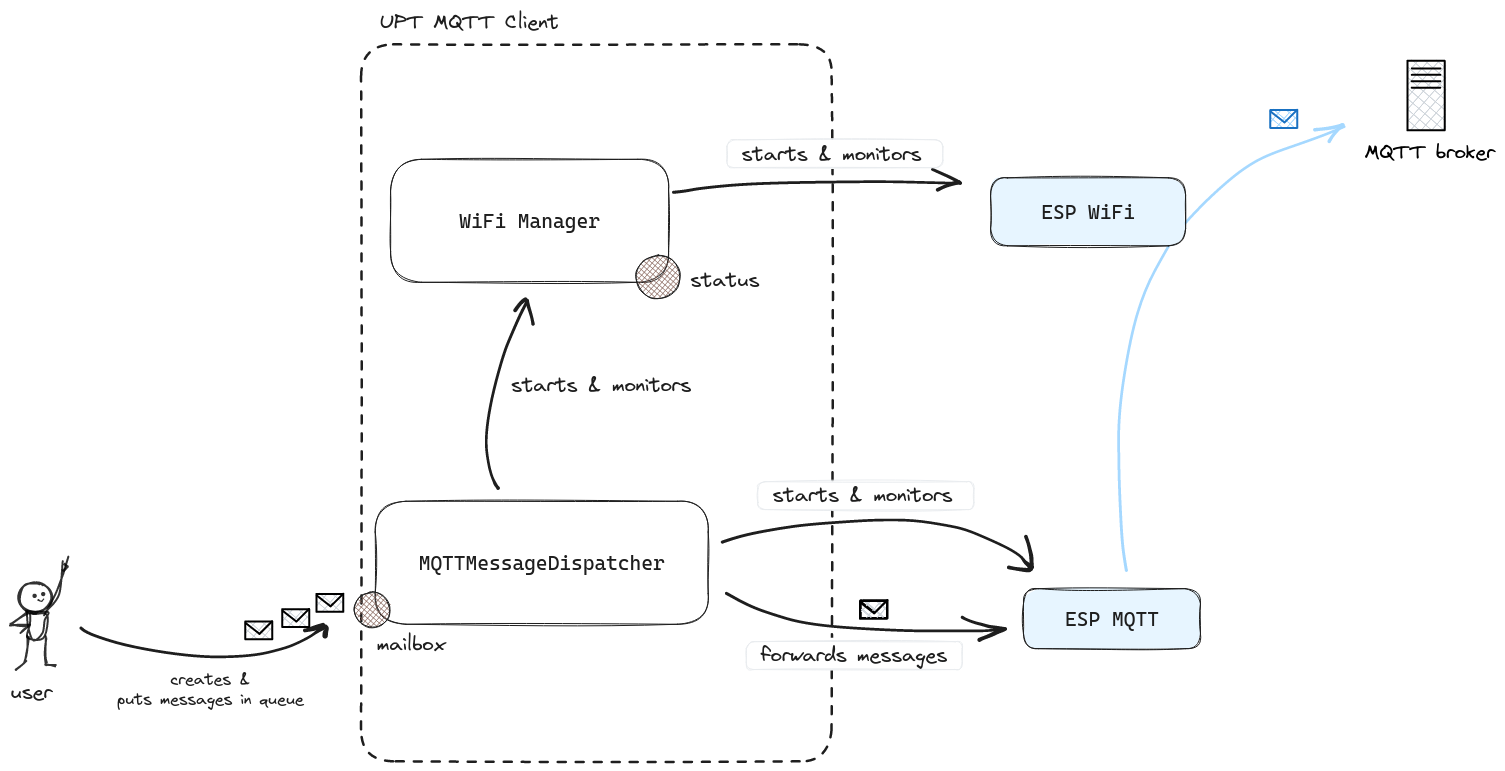 UPT MQTT Client
MQTT broker
starts & monitors
WiFi Manager
ESP WiFi
status
starts & monitors
starts & monitors
MQTTMessageDispatcher
ESP MQTT
mailbox
forwards messages
user
creates &
puts messages in queue